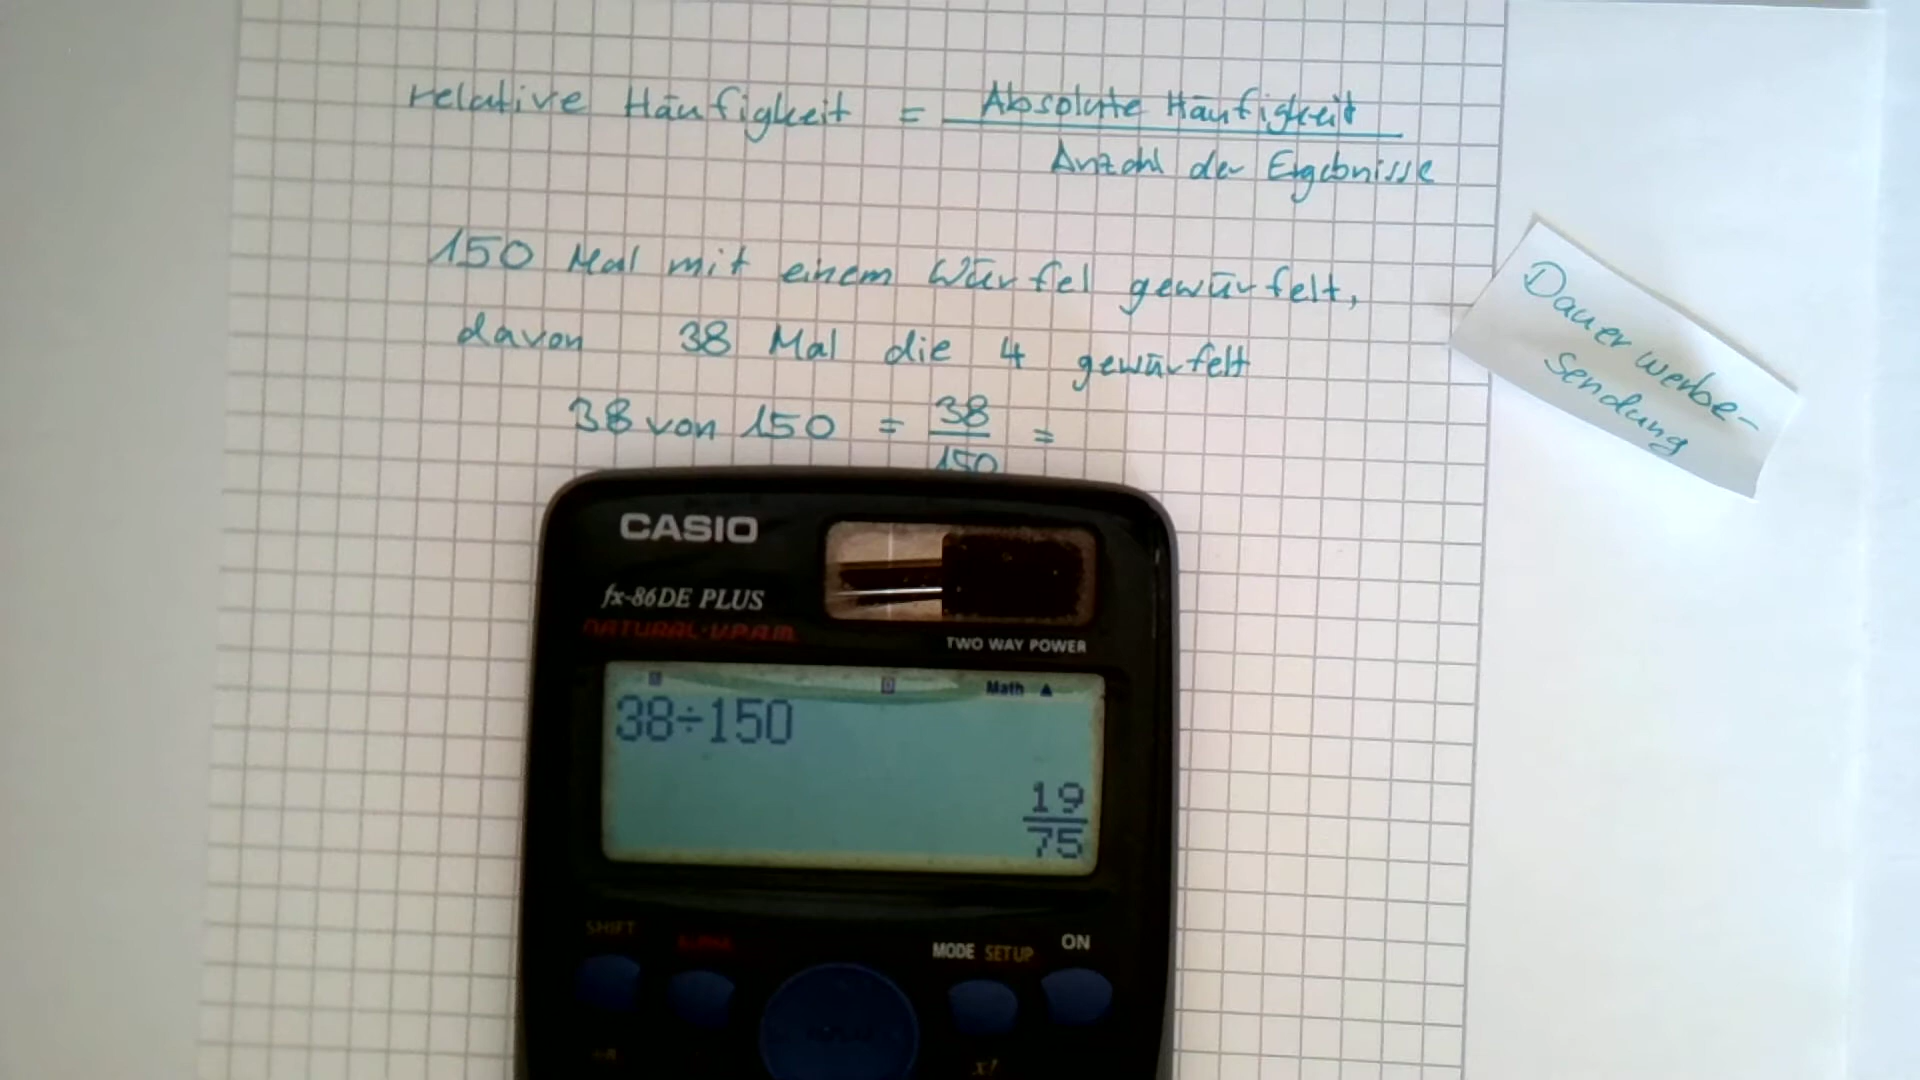 relative Häufigkeit = Absolute Häufigkeit
Anzahl der Ergebnisse
150 Mal mit einem Würfel gewürfelt,
davon 38 Mal die 4 gewürfelt
38 von 150 = 38/150 =
Dauerwerbe-
sendung
CASIO
fx-86DE PLUS
NATURAL-V.P.A.M.
TWO WAY POWER
D Math ▲
38÷150
19
75
SHIFT ALPHA MODE SETUP ON
x!